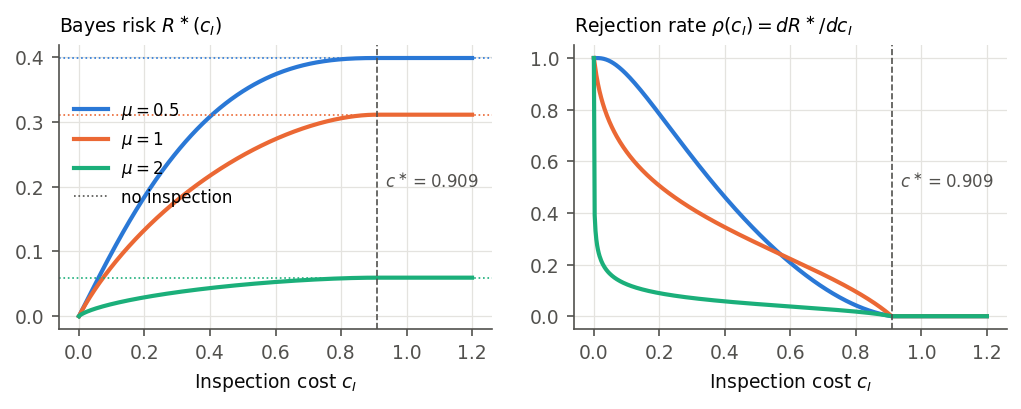 Bayes risk R*(c_I)
0.4
0.3
0.2
0.1
0.0
μ = 0.5
μ = 1
μ = 2
no inspection
c* = 0.909
0.0 0.2 0.4 0.6 0.8 1.0 1.2
Inspection cost c_I
Rejection rate ρ(c_I) = dR*/dc_I
1.0
0.8
0.6
0.4
0.2
0.0
c* = 0.909
0.0 0.2 0.4 0.6 0.8 1.0 1.2
Inspection cost c_I